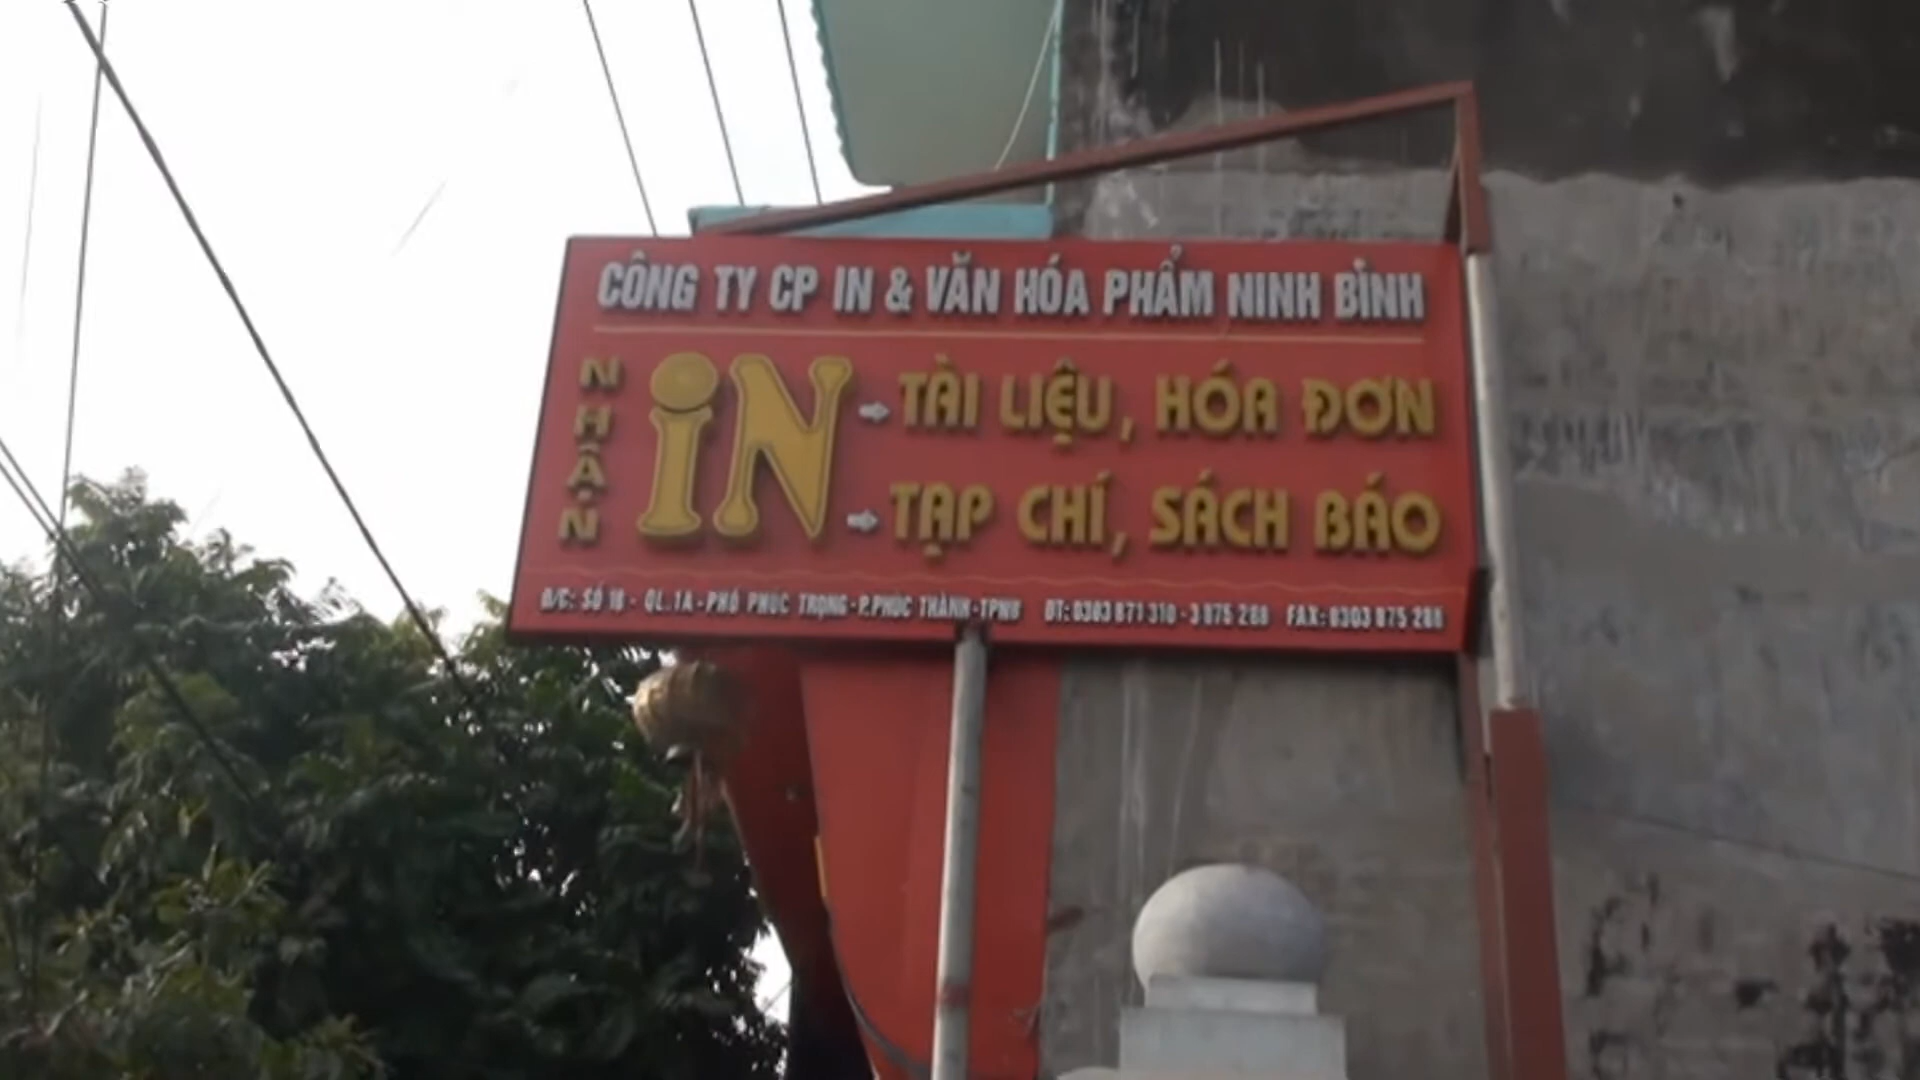 CÔNG TY CP IN & VĂN HÓA PHẨM NINH BÌNH
NHẬN
iN
TÀI LIỆU, HÓA ĐƠN
TẠP CHÍ, SÁCH BÁO
Đ/C: SỐ 18 - QL.1A - PHỐ PHÚC TRỌNG - P.PHÚC THÀNH - TPNB ĐT: 0303 871 310 - 3 875 288 FAX: 0303 875 288